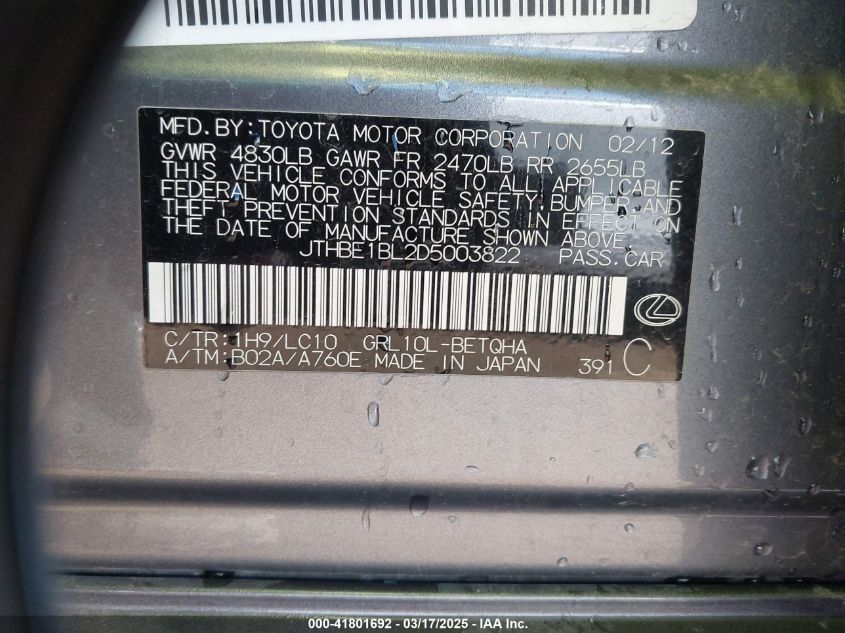 MFD.BY:TOYOTA MOTOR CORPORATION 02/12
GVWR 4830LB GAWR FR 2470LB RR 2655LB
THIS VEHICLE CONFORMS TO ALL APPLICABLE
FEDERAL MOTOR VEHICLE SAFETY,BUMPER AND
THEFT PREVENTION STANDARDS IN EFFECT ON
THE DATE OF MANUFACTURE SHOWN ABOVE.
JTHBE1BL2D5003822 PASS.CAR
C/TR:1H9/LC10 GRL10L-BETQHA
A/TM:B02A/A760E MADE IN JAPAN 391 C
000-41801692 — 03/17/2025 — IAA Inc.